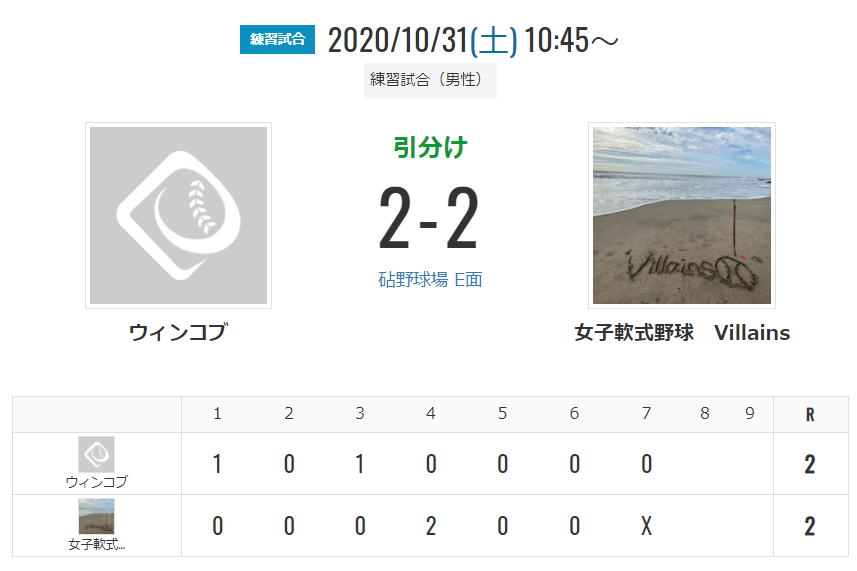 練習試合 2020/10/31(土) 10:45～
練習試合（男性）
引分け
2-2
砧野球場 E面
ウィンコブ
Villains
女子軟式野球　Villains
1 2 3 4 5 6 7 8 9 R
ウィンコブ 1 0 1 0 0 0 0 2
女子軟式... 0 0 0 2 0 0 X 2